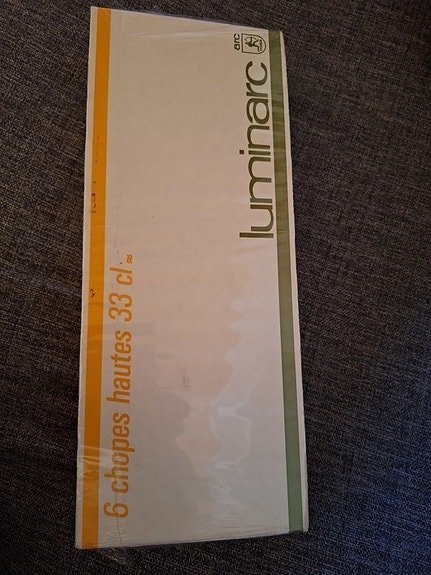 arc
luminarc
6 chopes hautes 33 cl ≈